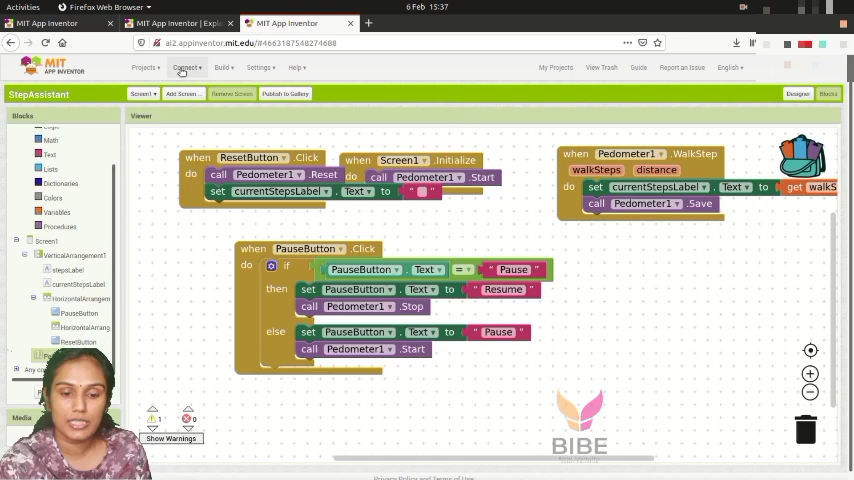 Activities
Firefox Web Browser ▾
6 Feb 15:37
MIT App Inventor
MIT App Inventor | Explo
MIT App Inventor
ai2.appinventor.mit.edu/#4663187548274688
MIT
APP INVENTOR
Projects ▾
Connect ▾
Build ▾
Settings ▾
Help ▾
My Projects
View Trash
Guide
Report an Issue
English ▾
StepAssistant
Screen1 ▾
Add Screen ...
Remove Screen
Publish to Gallery
Designer
Blocks
Blocks
Viewer
Math
Text
Lists
Dictionaries
Colors
Variables
Procedures
Screen1
VerticalArrangement1
stepsLabel
currentStepsLabel
HorizontalArrangem
PauseButton
HorizontalArrang
ResetButton
Any co
Media
when ResetButton ▾ .Click
do call Pedometer1 ▾ .Reset
set currentStepsLabel ▾ . Text ▾ to " "
when Screen1 ▾ .Initialize
do call Pedometer1 ▾ .Start
when Pedometer1 ▾ .WalkStep
walkSteps distance
do set currentStepsLabel ▾ . Text ▾ to get walkS
call Pedometer1 ▾ .Save
when PauseButton ▾ .Click
do if PauseButton ▾ . Text ▾ = ▾ " Pause "
then set PauseButton ▾ . Text ▾ to " Resume "
call Pedometer1 ▾ .Stop
else set PauseButton ▾ . Text ▾ to " Pause "
call Pedometer1 ▾ .Start
1
0
Show Warnings
BIBE
Privacy Policy and Terms of Use